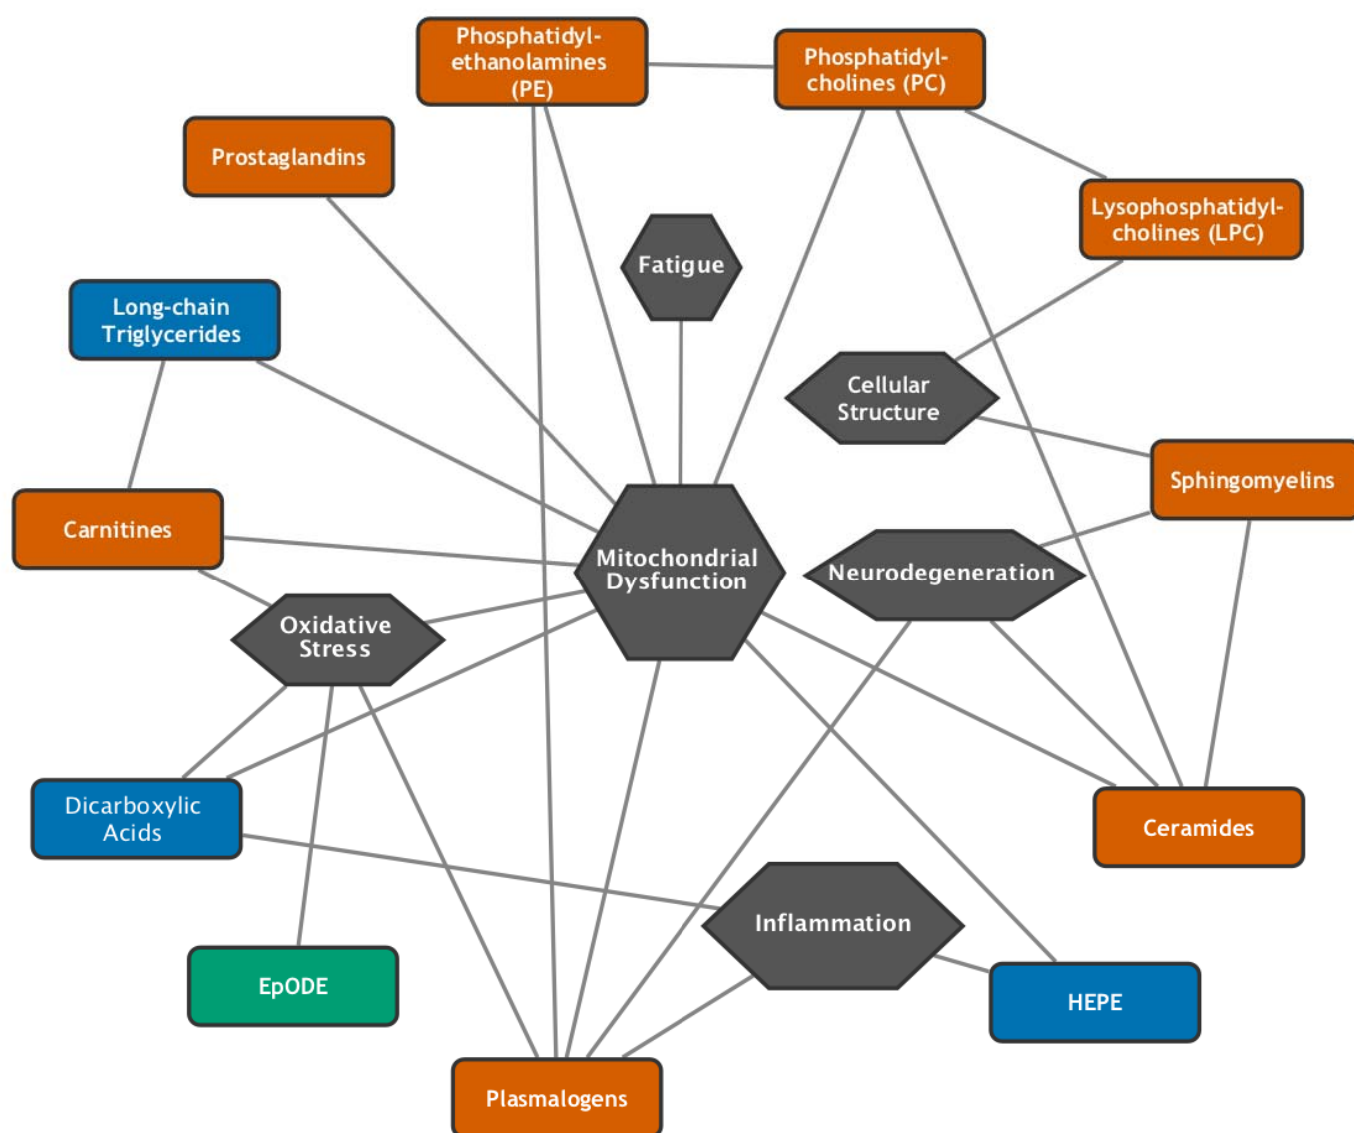 Phosphatidyl-
ethanolamines
(PE)
Phosphatidyl-
cholines (PC)
Prostaglandins
Lysophosphatidyl-
cholines (LPC)
Fatigue
Long-chain
Triglycerides
Cellular
Structure
Sphingomyelins
Carnitines
Mitochondrial
Dysfunction
Neurodegeneration
Oxidative
Stress
Dicarboxylic
Acids
Ceramides
Inflammation
EpODE
HEPE
Plasmalogens